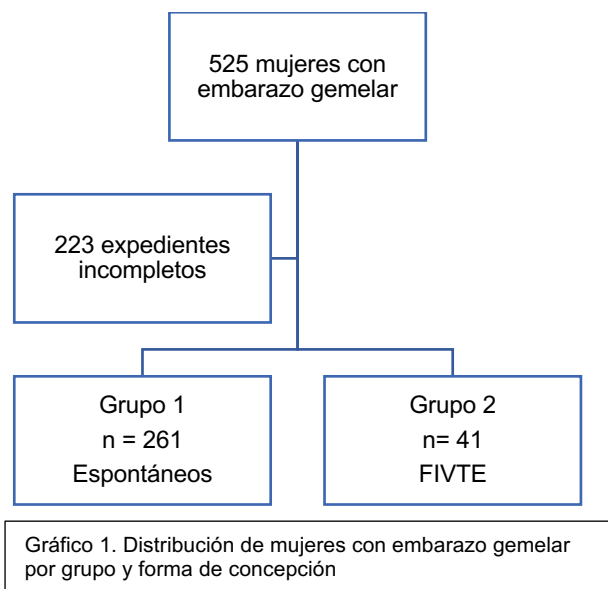 525 mujeres con
embarazo gemelar
223 expedientes
incompletos
Grupo 1
n = 261
Espontáneos
Grupo 2
n= 41
FIVTE
Gráfico 1. Distribución de mujeres con embarazo gemelar
por grupo y forma de concepción